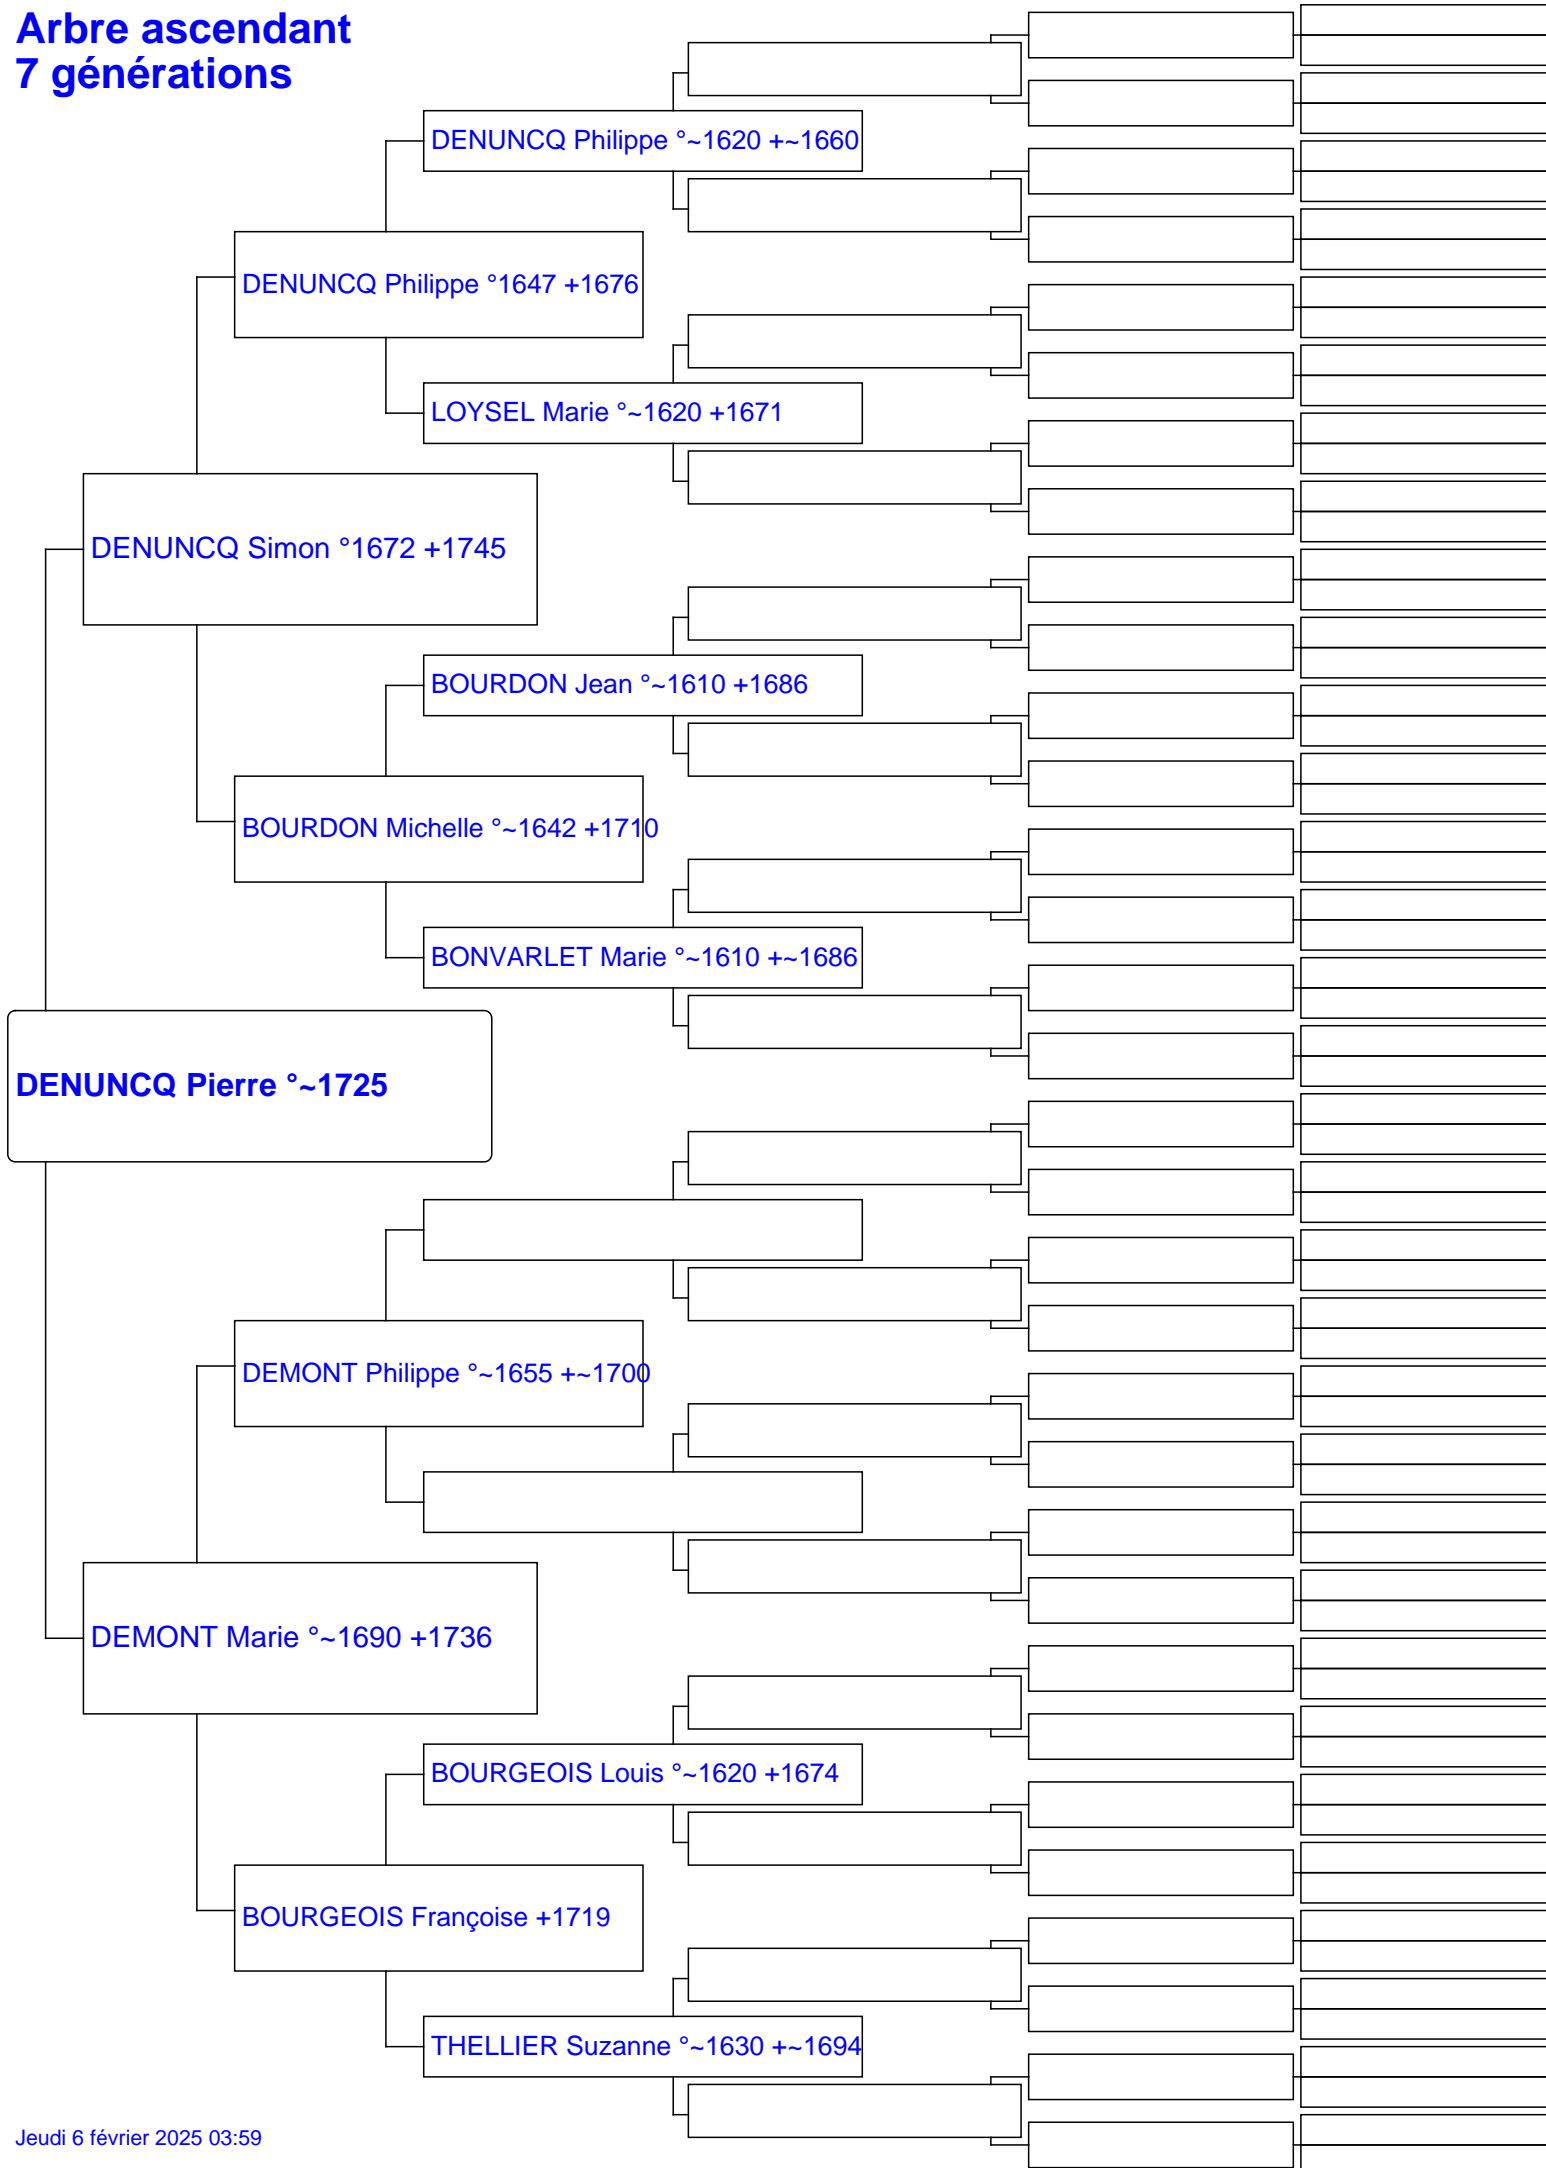 Arbre ascendant
7 générations
DENUNCQ Philippe °~1620 +~1660
DENUNCQ Philippe °1647 +1676
LOYSEL Marie °~1620 +1671
DENUNCQ Simon °1672 +1745
BOURDON Jean °~1610 +1686
BOURDON Michelle °~1642 +1710
BONVARLET Marie °~1610 +~1686
DENUNCQ Pierre °~1725
DEMONT Philippe °~1655 +~1700
DEMONT Marie °~1690 +1736
BOURGEOIS Louis °~1620 +1674
BOURGEOIS Françoise +1719
THELLIER Suzanne °~1630 +~1694
Jeudi 6 février 2025 03:59